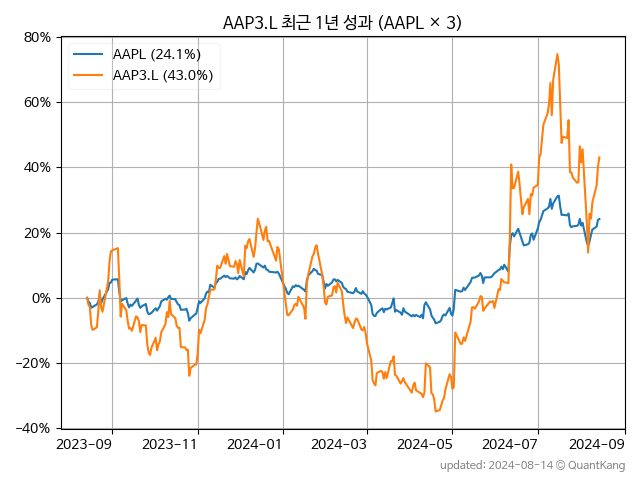 AAP3.L 최근 1년 성과 (AAPL × 3)
80%
AAPL (24.1%)
AAP3.L (43.0%)
60%
40%
20%
0%
−20%
−40%
2023-09 2023-11 2024-01 2024-03 2024-05 2024-07 2024-09
updated: 2024-08-14 © QuantKang